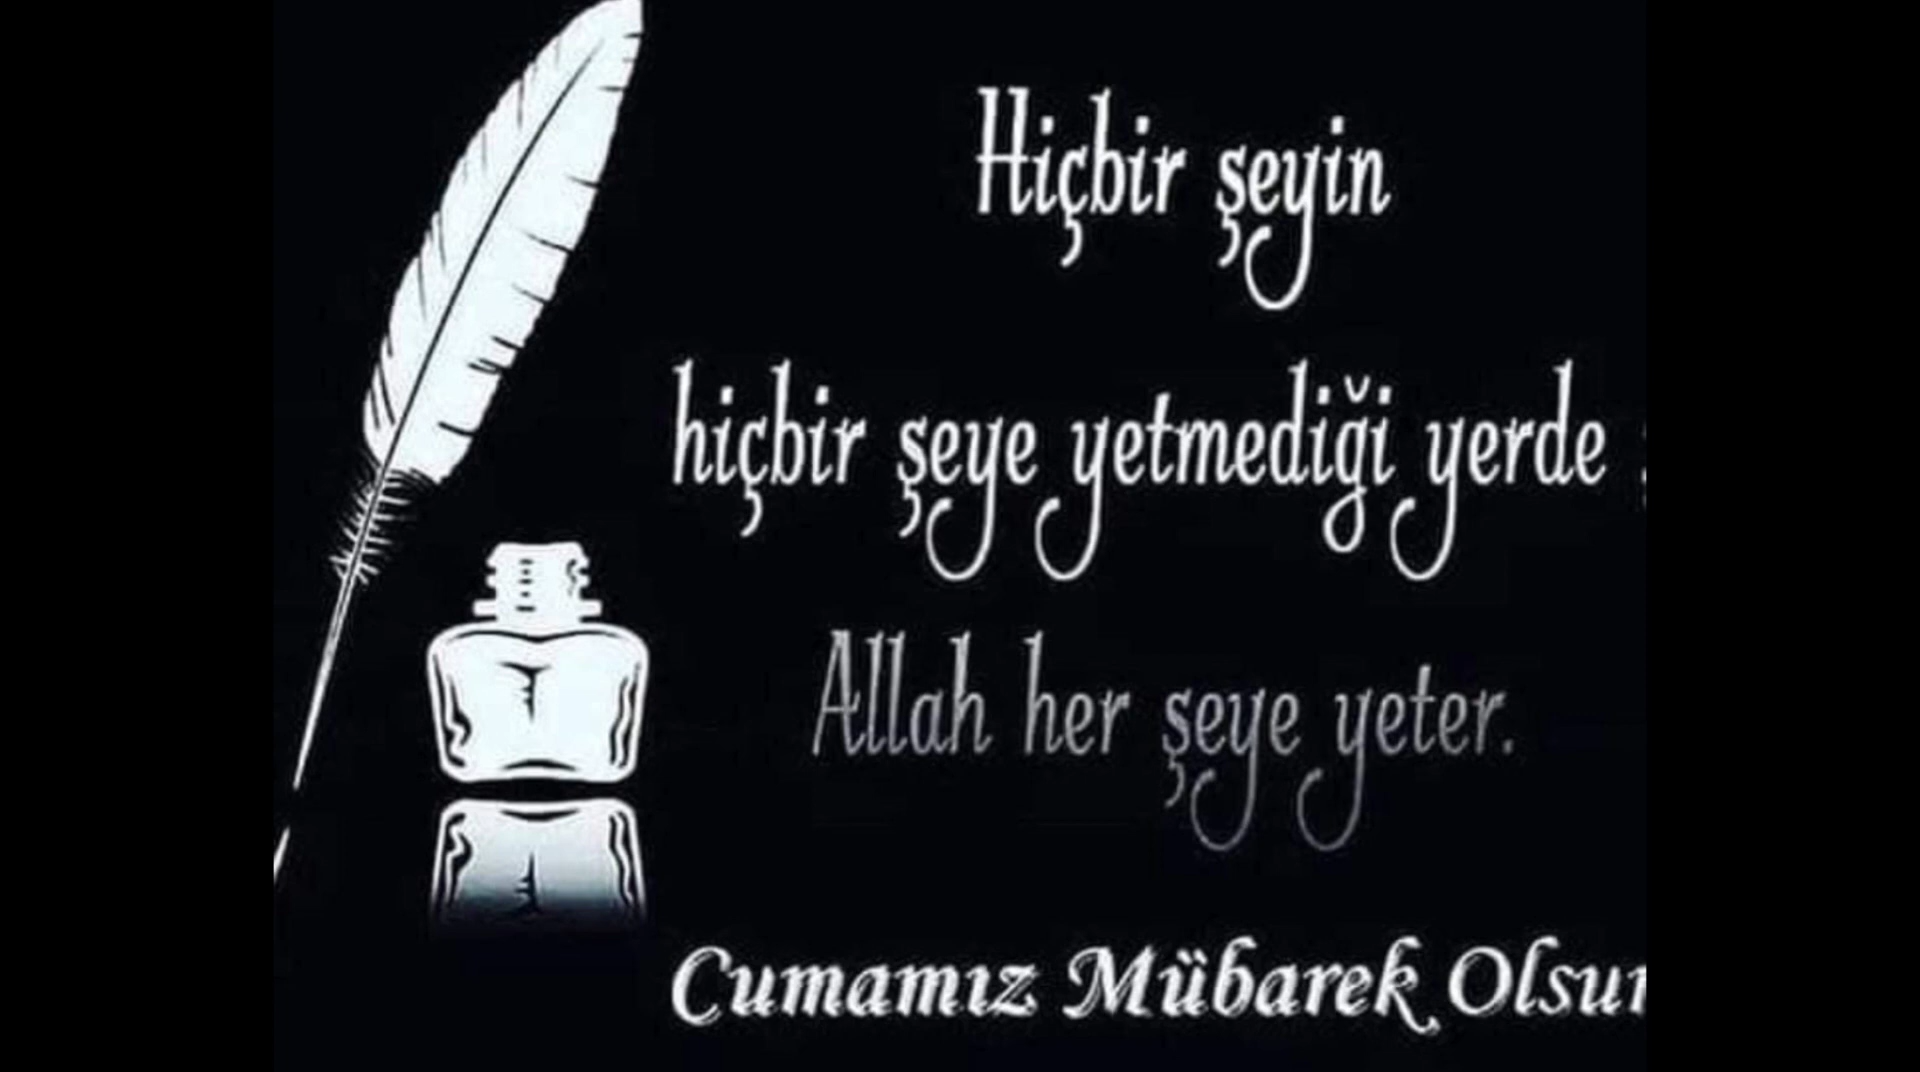 Hiçbir şeyin
hiçbir şeye yetmediği yerde
Allah her şeye yeter.
Cumamız Mübarek Olsun